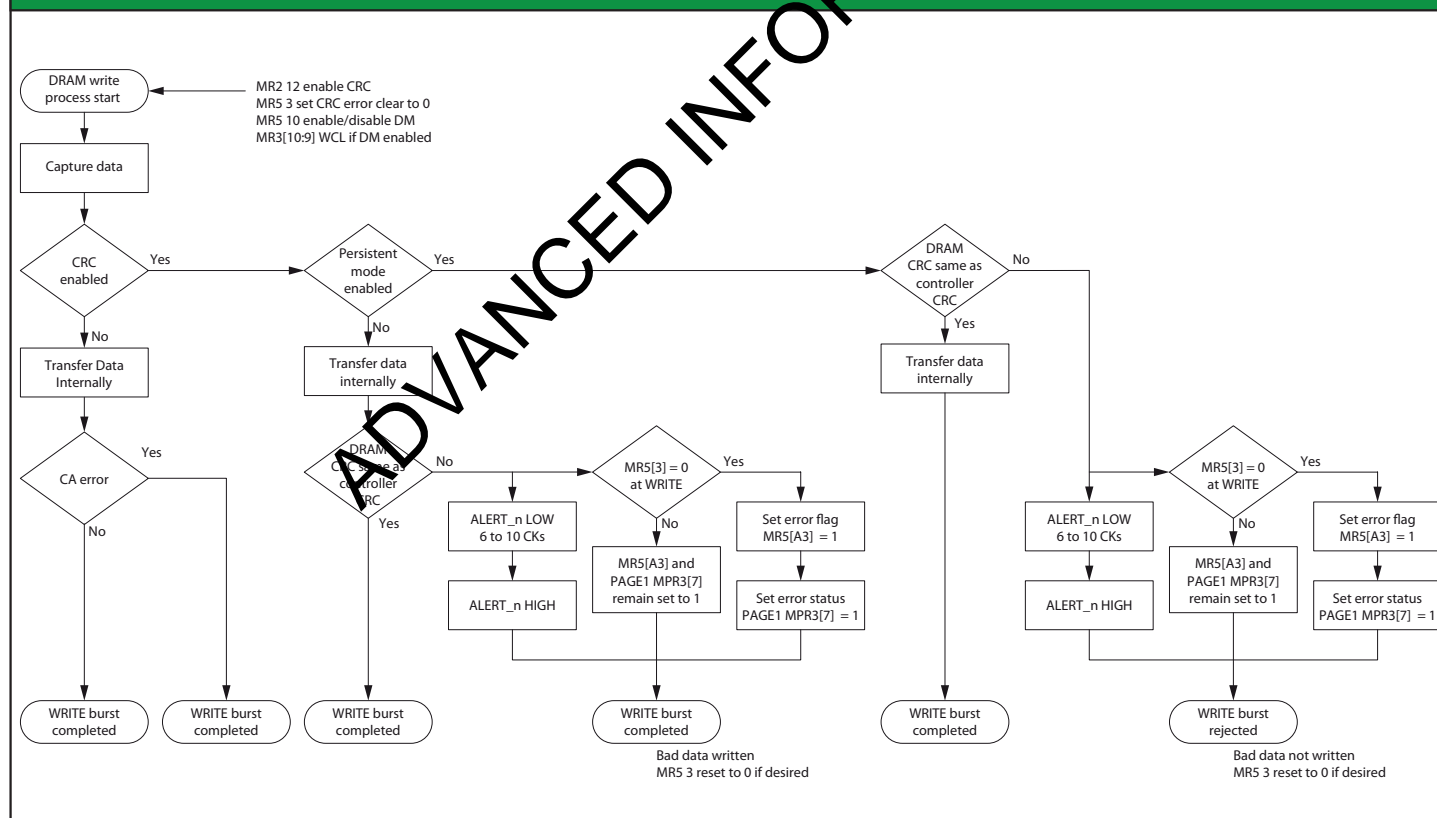 DRAM write
process start
MR2 12 enable CRC
MR5 3 set CRC error clear to 0
MR5 10 enable/disable DM
MR3[10:9] WCL if DM enabled
Capture data
CRC
enabled
Yes
No
Persistent
mode
enabled
Yes
No
DRAM
CRC same as
controller
CRC
No
Yes
Transfer Data
Internally
Transfer data
internally
Transfer data
internally
CA error
Yes
No
DRAM
CRC same as
controller
CRC
No
Yes
MR5[3] = 0
at WRITE
Yes
No
MR5[3] = 0
at WRITE
Yes
No
ALERT_n LOW
6 to 10 CKs
ALERT_n HIGH
MR5[A3] and
PAGE1 MPR3[7]
remain set to 1
Set error flag
MR5[A3] = 1
Set error status
PAGE1 MPR3[7] = 1
ALERT_n LOW
6 to 10 CKs
ALERT_n HIGH
MR5[A3] and
PAGE1 MPR3[7]
remain set to 1
Set error flag
MR5[A3] = 1
Set error status
PAGE1 MPR3[7] = 1
WRITE burst
completed
WRITE burst
completed
WRITE burst
completed
WRITE burst
completed
Bad data written
MR5 3 reset to 0 if desired
WRITE burst
completed
WRITE burst
rejected
Bad data not written
MR5 3 reset to 0 if desired
ADVANCED INFO